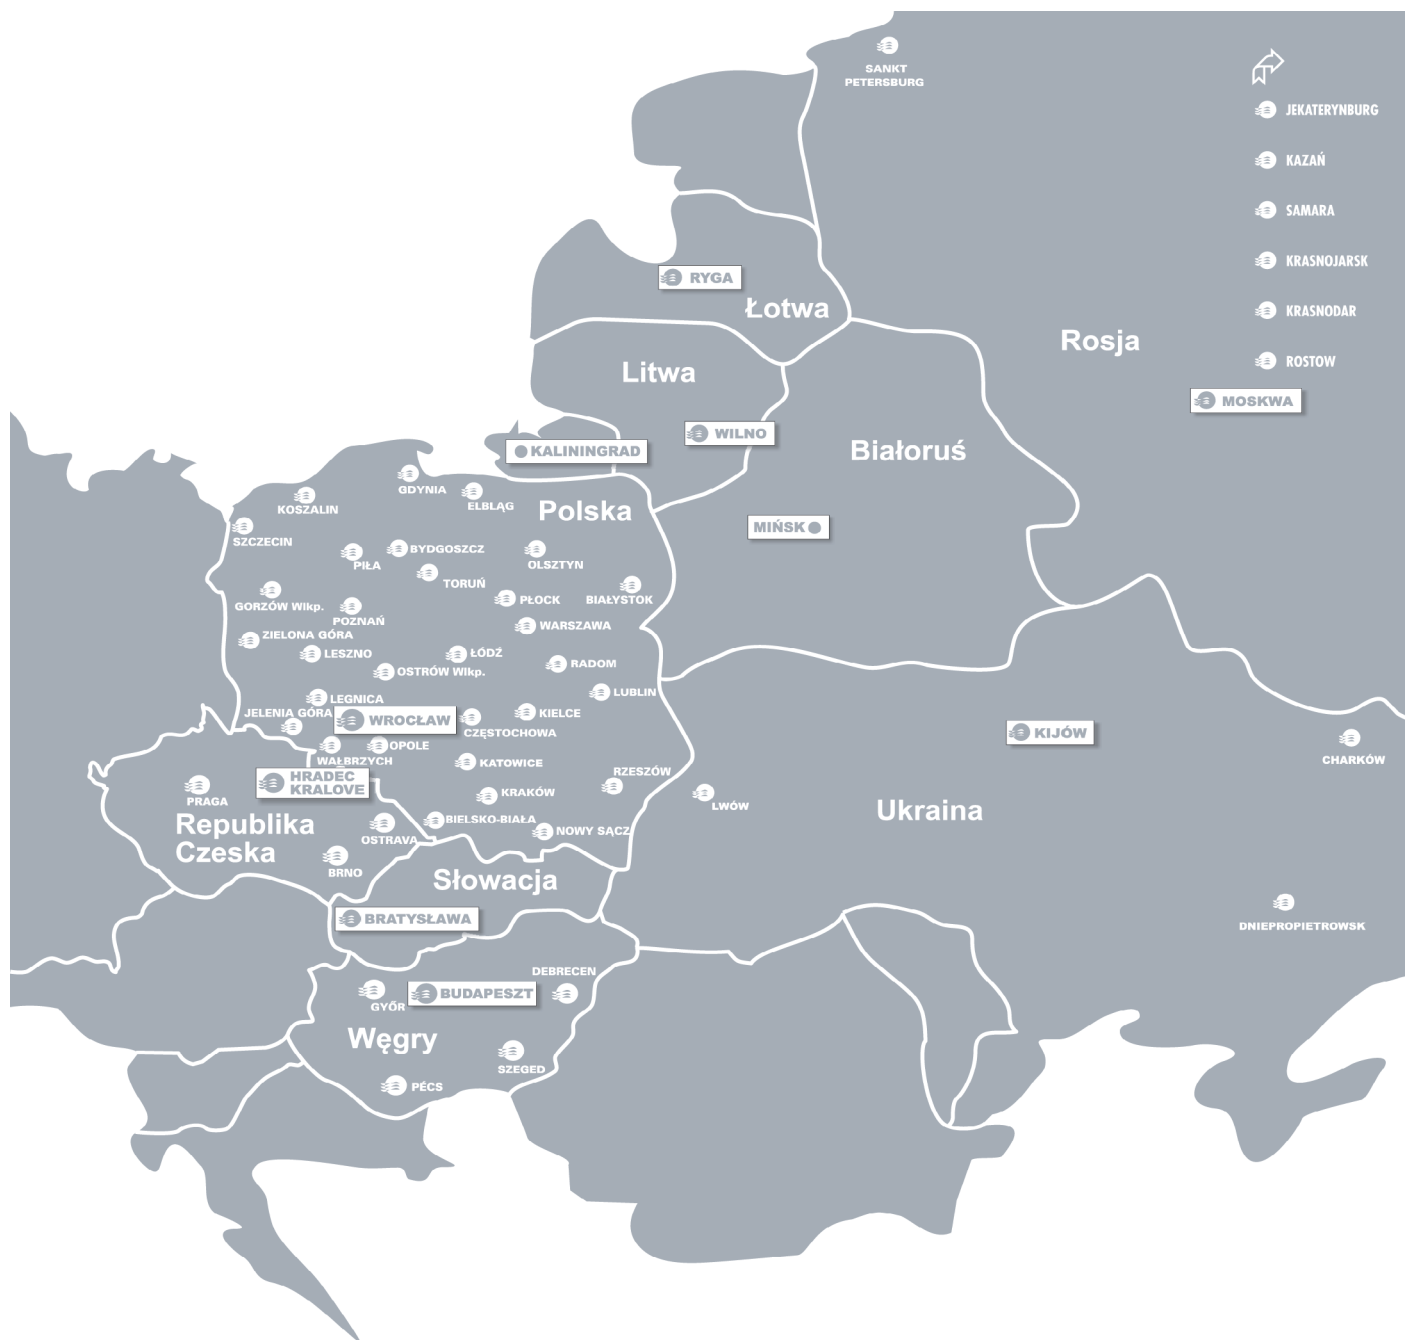 SANKT
PETERSBURG
JEKATERYNBURG
KAZAŃ
SAMARA
KRASNOJARSK
KRASNODAR
ROSTOW
MOSKWA
Rosja
RYGA
Łotwa
Litwa
WILNO
KALININGRAD
Białoruś
MIŃSK
GDYNIA
ELBLĄG
KOSZALIN
Polska
SZCZECIN
PIŁA
BYDGOSZCZ
OLSZTYN
TORUŃ
GORZÓW Wlkp.
POZNAŃ
PŁOCK
BIAŁYSTOK
WARSZAWA
ZIELONA GÓRA
LESZNO
ŁÓDŹ
OSTRÓW Wlkp.
RADOM
LUBLIN
LEGNICA
JELENIA GÓRA
WROCŁAW
KIELCE
CZĘSTOCHOWA
WAŁBRZYCH
OPOLE
KATOWICE
RZESZÓW
HRADEC
KRALOVE
KRAKÓW
PRAGA
BIELSKO-BIAŁA
NOWY SĄCZ
OSTRAVA
Republika
Czeska
BRNO
LWÓW
KIJÓW
CHARKÓW
Ukraina
DNIEPROPIETROWSK
Słowacja
BRATYSŁAWA
DEBRECEN
GYŐR
BUDAPESZT
Węgry
SZEGED
PÉCS